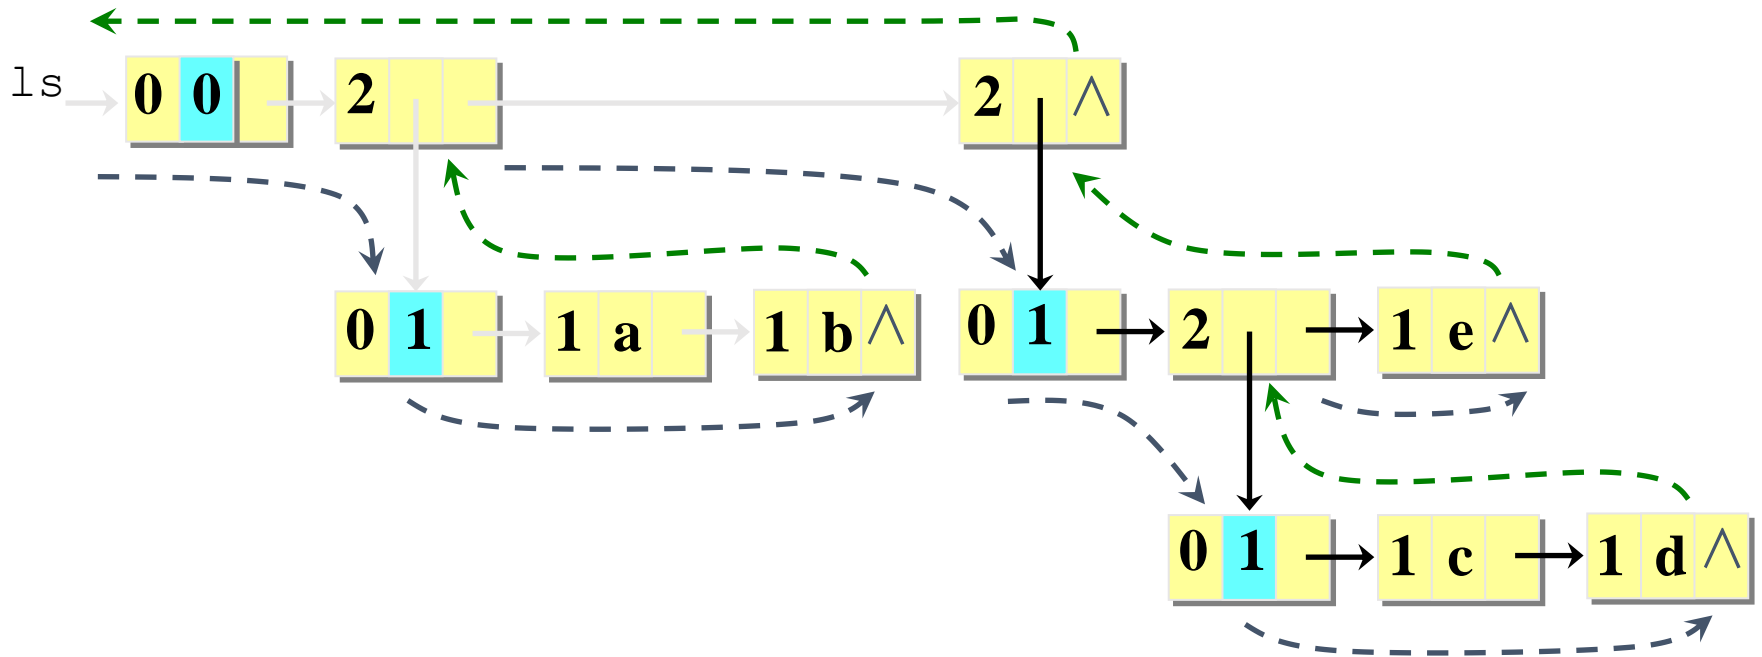 ls 0 0 2 2 ∧
0 1 1 a 1 b ∧ 0 1 2 1 e ∧
0 1 1 c 1 d ∧